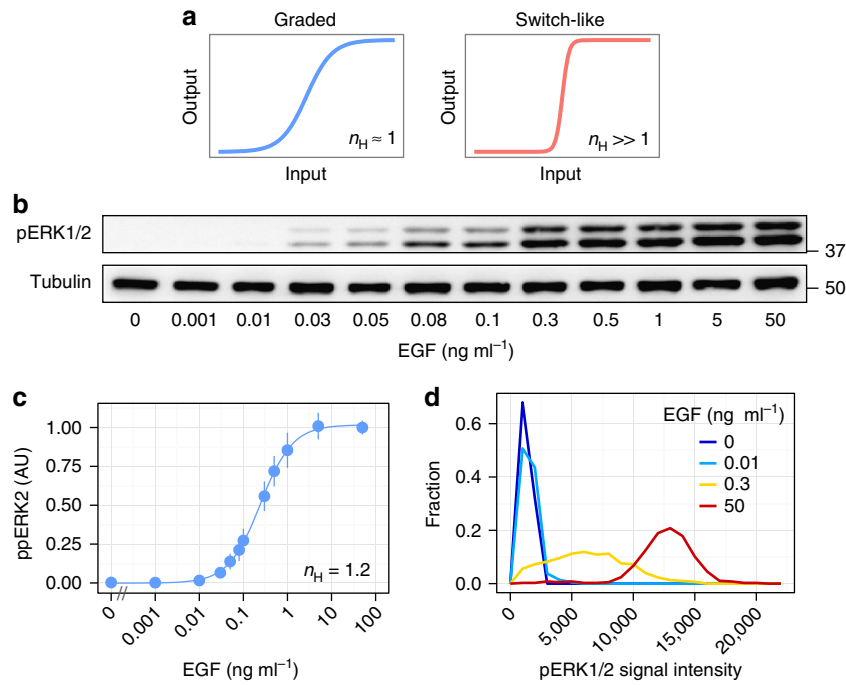 a
Graded
Output
n_H ≈ 1
Input
Switch-like
Output
n_H >> 1
Input
b
pERK1/2
37
Tubulin
50
0 0.001 0.01 0.03 0.05 0.08 0.1 0.3 0.5 1 5 50
EGF (ng ml⁻¹)
c
ppERK2 (AU)
1.00
0.75
0.50
0.25
0.00
n_H = 1.2
0 0.001 0.01 0.1 1 10 100
EGF (ng ml⁻¹)
d
Fraction
0.6
0.4
0.2
0.0
EGF (ng ml⁻¹)
0
0.01
0.3
50
0 5,000 10,000 15,000 20,000
pERK1/2 signal intensity